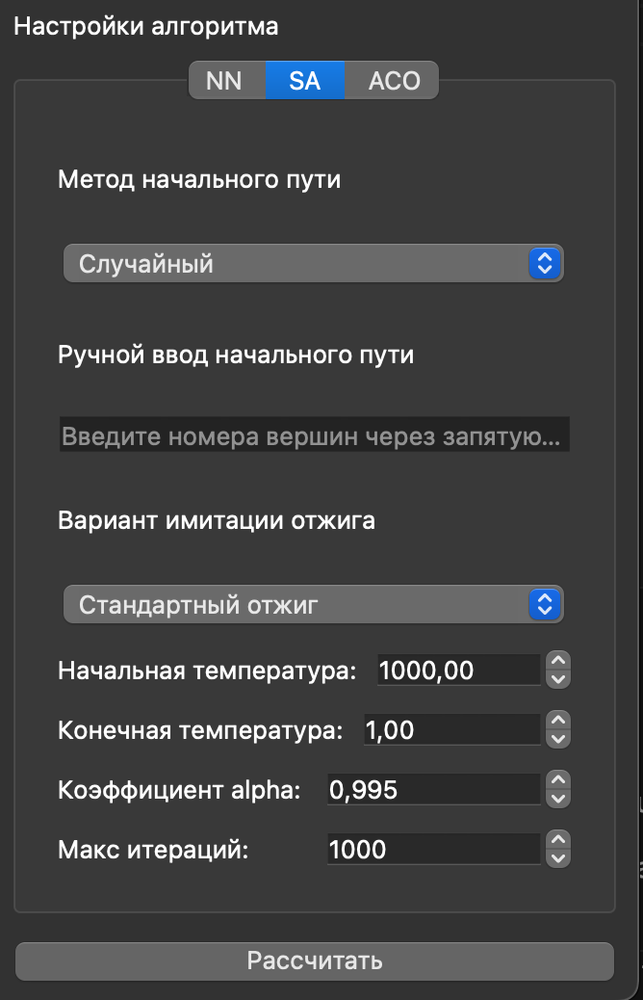 Настройки алгоритма
NN SA ACO
Метод начального пути
Случайный
Ручной ввод начального пути
Введите номера вершин через запятую...
Вариант имитации отжига
Стандартный отжиг
Начальная температура: 1000,00
Конечная температура: 1,00
Коэффициент alpha: 0,995
Макс итераций: 1000
Рассчитать